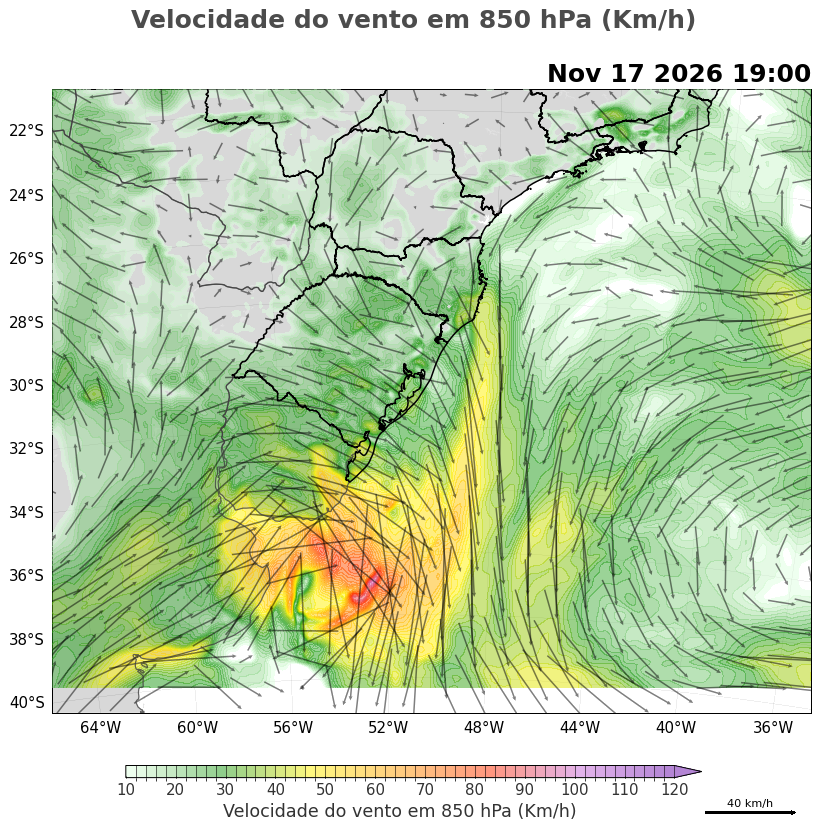 Velocidade do vento em 850 hPa (Km/h)
Nov 17 2026 19:00
22°S
24°S
26°S
28°S
30°S
32°S
34°S
36°S
38°S
40°S
64°W 60°W 56°W 52°W 48°W 44°W 40°W 36°W
10 20 30 40 50 60 70 80 90 100 110 120
Velocidade do vento em 850 hPa (Km/h)
40 km/h